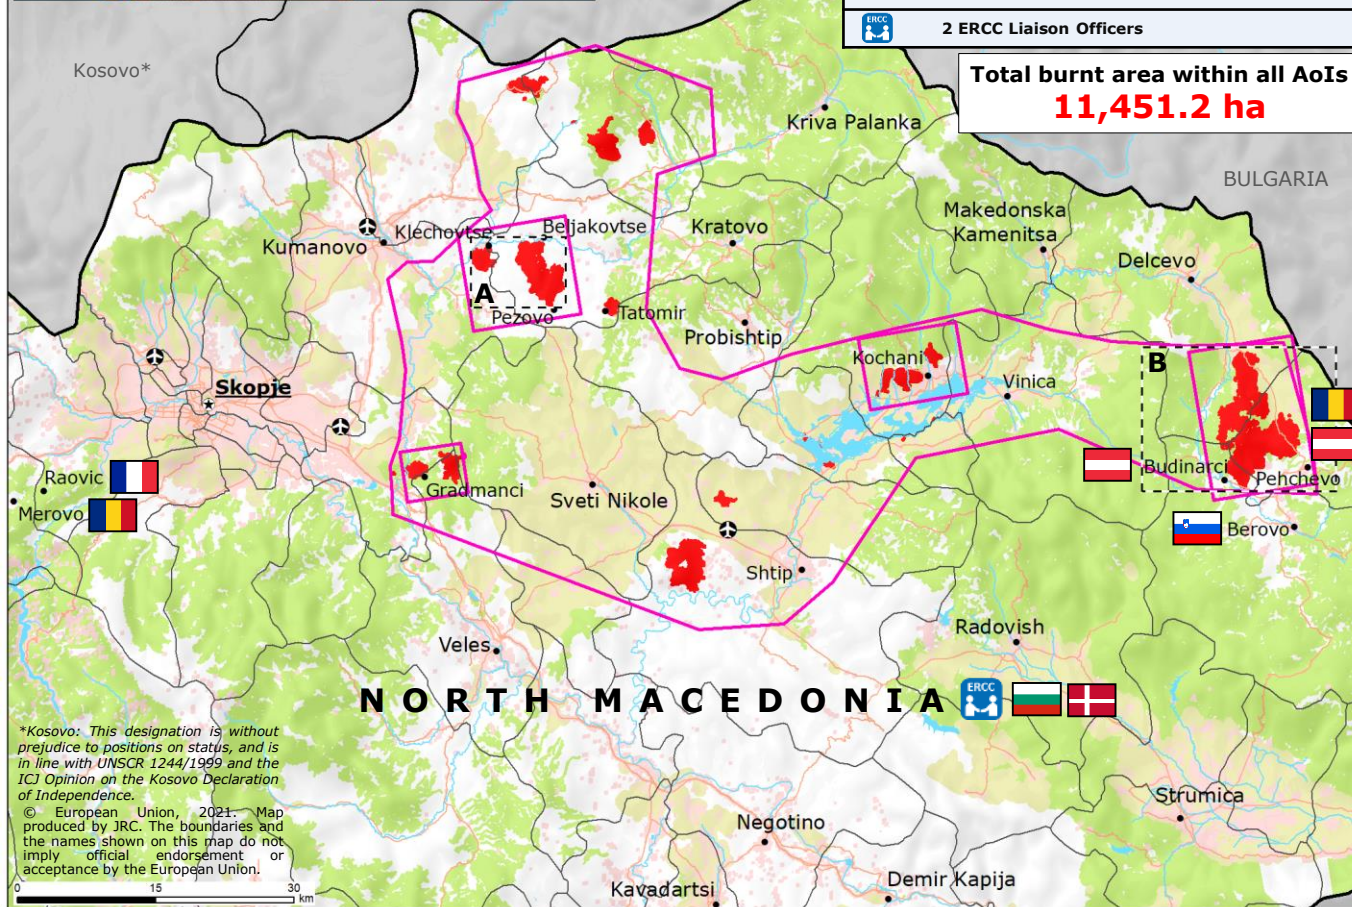 ERCC
2 ERCC Liaison Officers
Total burnt area within all AoIs
11,451.2 ha
Kosovo*
Kriva Palanka
BULGARIA
Makedonska
Kamenitsa
Klechovtse
Beljakovtse
Kratovo
Kumanovo
Delcevo
A
Pezovo
Tatomir
Probishtip
Kochani
B
Vinica
Skopje
Raovic
Gradmanci
Sveti Nikole
Budinarci
Pehchevo
Merovo
Berovo
Shtip
Radovish
Veles
NORTH MACEDONIA
ERCC
*Kosovo: This designation is without
prejudice to positions on status, and is
in line with UNSCR 1244/1999 and the
ICJ Opinion on the Kosovo Declaration
of Independence.
© European Union, 2021. Map
produced by JRC. The boundaries and
the names shown on this map do not
imply official endorsement or
acceptance by the European Union.
Strumica
Negotino
Demir Kapija
Kavadartsi
0 15 30
km